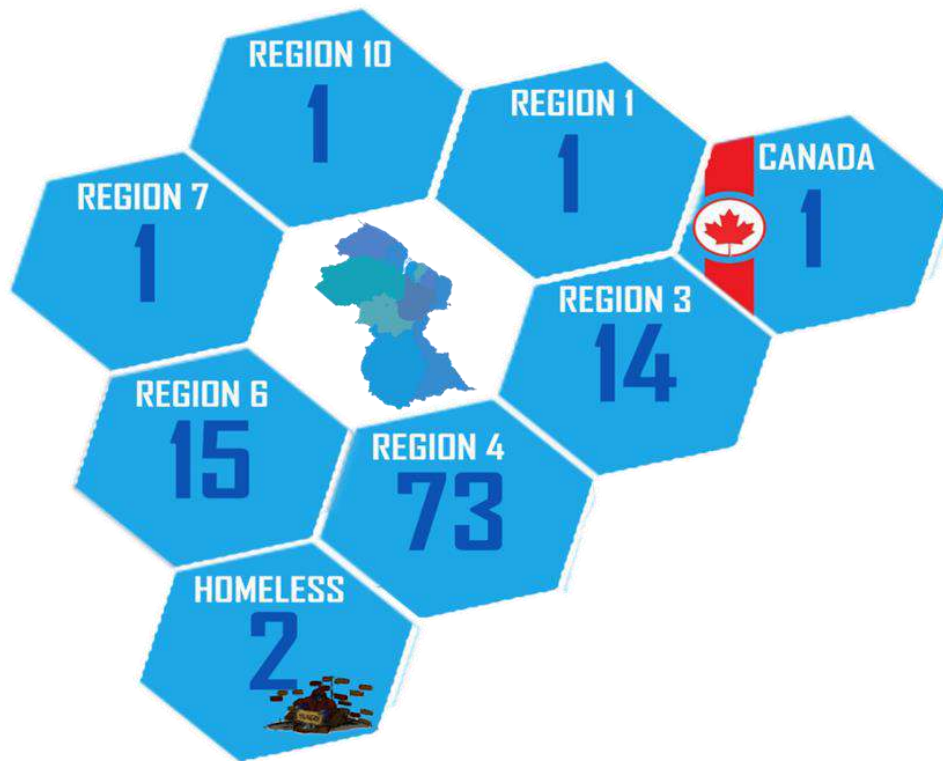 REGION 10
1
REGION 1
1
CANADA
1
REGION 7
1
REGION 3
14
REGION 6
15
REGION 4
73
HOMELESS
2